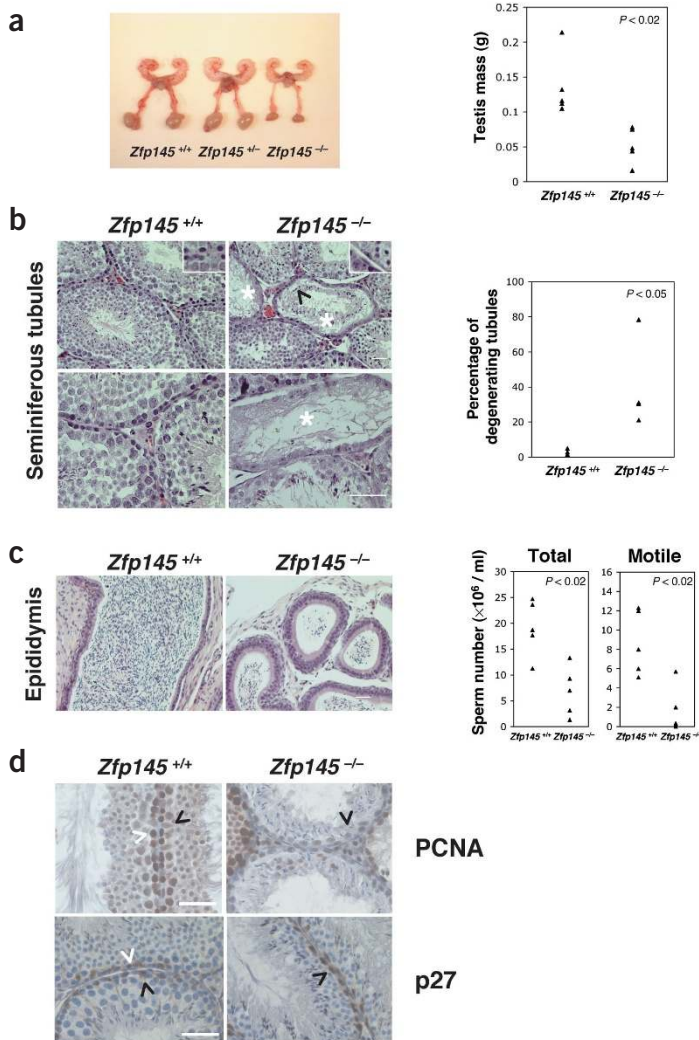 a
Zfp145 +/+ Zfp145 +/– Zfp145 –/–
Testis mass (g)
P < 0.02
0.25
0.2
0.15
0.1
0.05
0
Zfp145 +/+ Zfp145 –/–
b
Zfp145 +/+ Zfp145 –/–
Seminiferous tubules
Percentage of
degenerating tubules
P < 0.05
100
80
60
40
20
0
Zfp145 +/+ Zfp145 –/–
c
Zfp145 +/+ Zfp145 –/–
Epididymis
Total Motile
Sperm number (×10⁶ / ml)
P < 0.02
30
25
20
15
10
5
0
Zfp145 +/+ Zfp145 –/–
P < 0.02
16
14
12
10
8
6
4
2
0
Zfp145 +/+ Zfp145 –/–
d
Zfp145 +/+ Zfp145 –/–
PCNA
p27